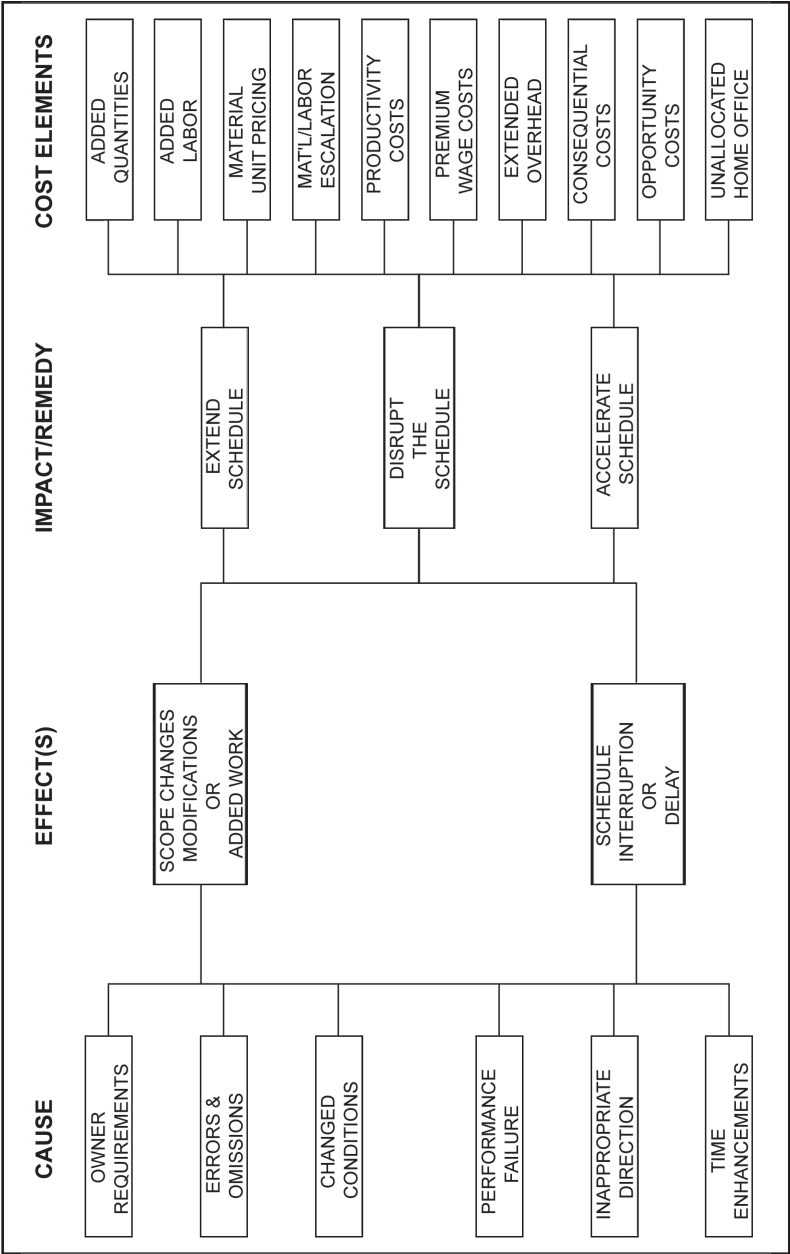 CAUSE
OWNER
REQUIREMENTS
ERRORS &
OMISSIONS
CHANGED
CONDITIONS
PERFORMANCE
FAILURE
INAPPROPRIATE
DIRECTION
TIME
ENHANCEMENTS
EFFECT(S)
SCOPE CHANGES
MODIFICATIONS
OR
ADDED WORK
SCHEDULE
INTERRUPTION
OR
DELAY
IMPACT/REMEDY
EXTEND
SCHEDULE
DISRUPT
THE
SCHEDULE
ACCELERATE
SCHEDULE
COST ELEMENTS
ADDED
QUANTITIES
ADDED
LABOR
MATERIAL
UNIT PRICING
MAT'L/LABOR
ESCALATION
PRODUCTIVITY
COSTS
PREMIUM
WAGE COSTS
EXTENDED
OVERHEAD
CONSEQUENTIAL
COSTS
OPPORTUNITY
COSTS
UNALLOCATED
HOME OFFICE